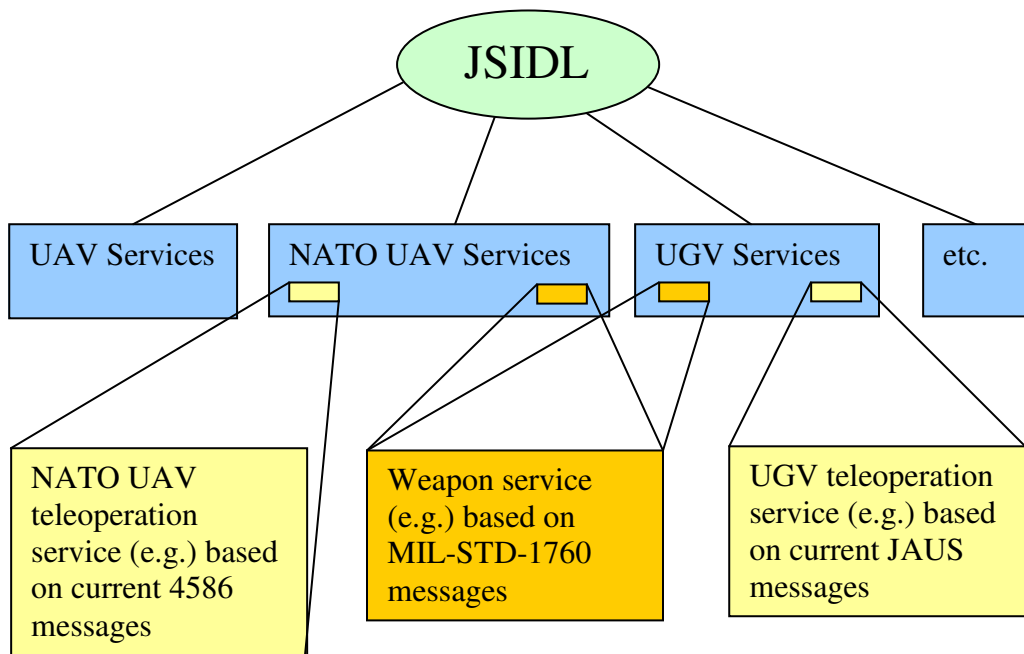 JSIDL
UAV Services
NATO UAV Services
UGV Services
etc.
NATO UAV
teleoperation
service (e.g.) based
on current 4586
messages
Weapon service
(e.g.) based on
MIL-STD-1760
messages
UGV teleoperation
service (e.g.) based
on current JAUS
messages